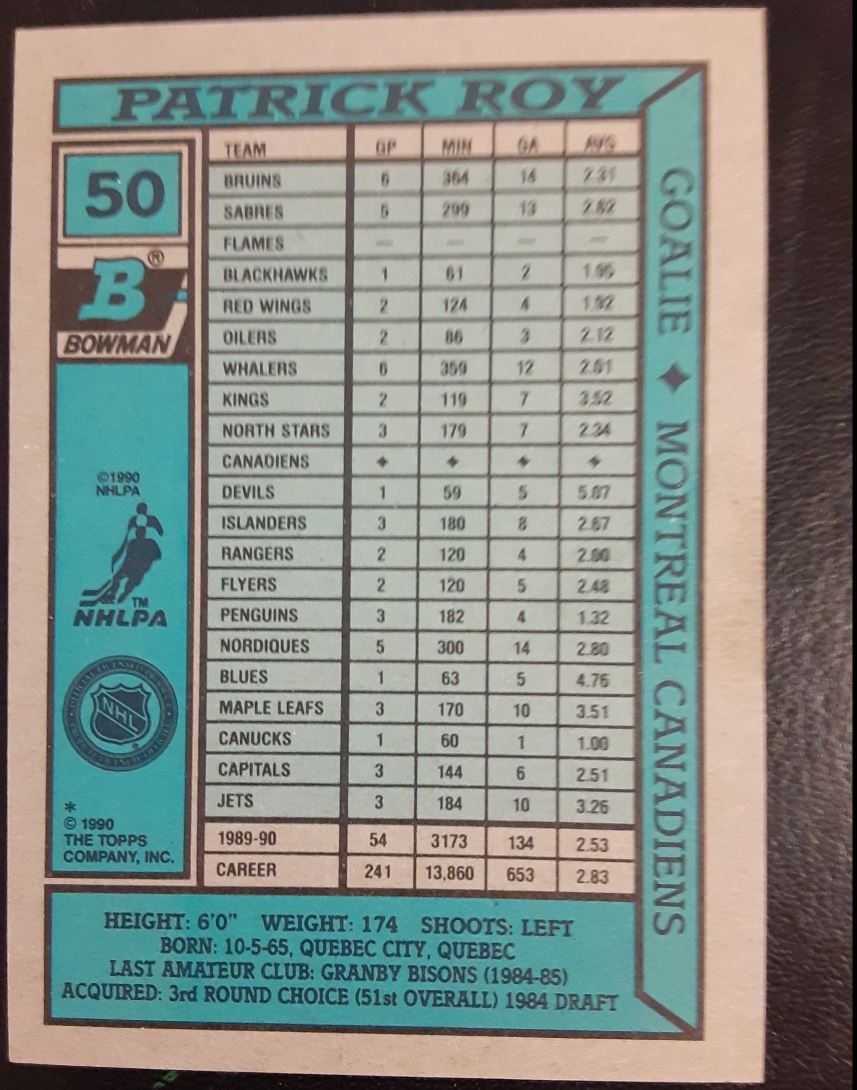 PATRICK ROY
50
B®
BOWMAN
©1990
NHLPA
TM
NHLPA
NHL
*
© 1990
THE TOPPS
COMPANY, INC.
TEAM GP MIN GA AVG
BRUINS 6 364 14 2.31
SABRES 5 299 13
FLAMES — — — —
BLACKHAWKS 1 61 2
RED WINGS 2 124 4 1.92
OILERS 2 86 3 2.12
WHALERS 6 359 12 2.01
KINGS 2 119 7 3.52
NORTH STARS 3 179 7 2.34
CANADIENS ✦ ✦ ✦ ✦
DEVILS 1 59 5 5.07
ISLANDERS 3 180 8 2.67
RANGERS 2 120 4 2.00
FLYERS 2 120 5 2.48
PENGUINS 3 182 4 1.32
NORDIQUES 5 300 14 2.80
BLUES 1 63 5 4.76
MAPLE LEAFS 3 170 10 3.51
CANUCKS 1 60 1 1.00
CAPITALS 3 144 6 2.51
JETS 3 184 10 3.26
1989-90 54 3173 134 2.53
CAREER 241 13,860 653 2.83
GOALIE ✦ MONTREAL CANADIENS
HEIGHT: 6'0" WEIGHT: 174 SHOOTS: LEFT
BORN: 10-5-65, QUEBEC CITY, QUEBEC
LAST AMATEUR CLUB: GRANBY BISONS (1984-85)
ACQUIRED: 3rd ROUND CHOICE (51st OVERALL) 1984 DRAFT